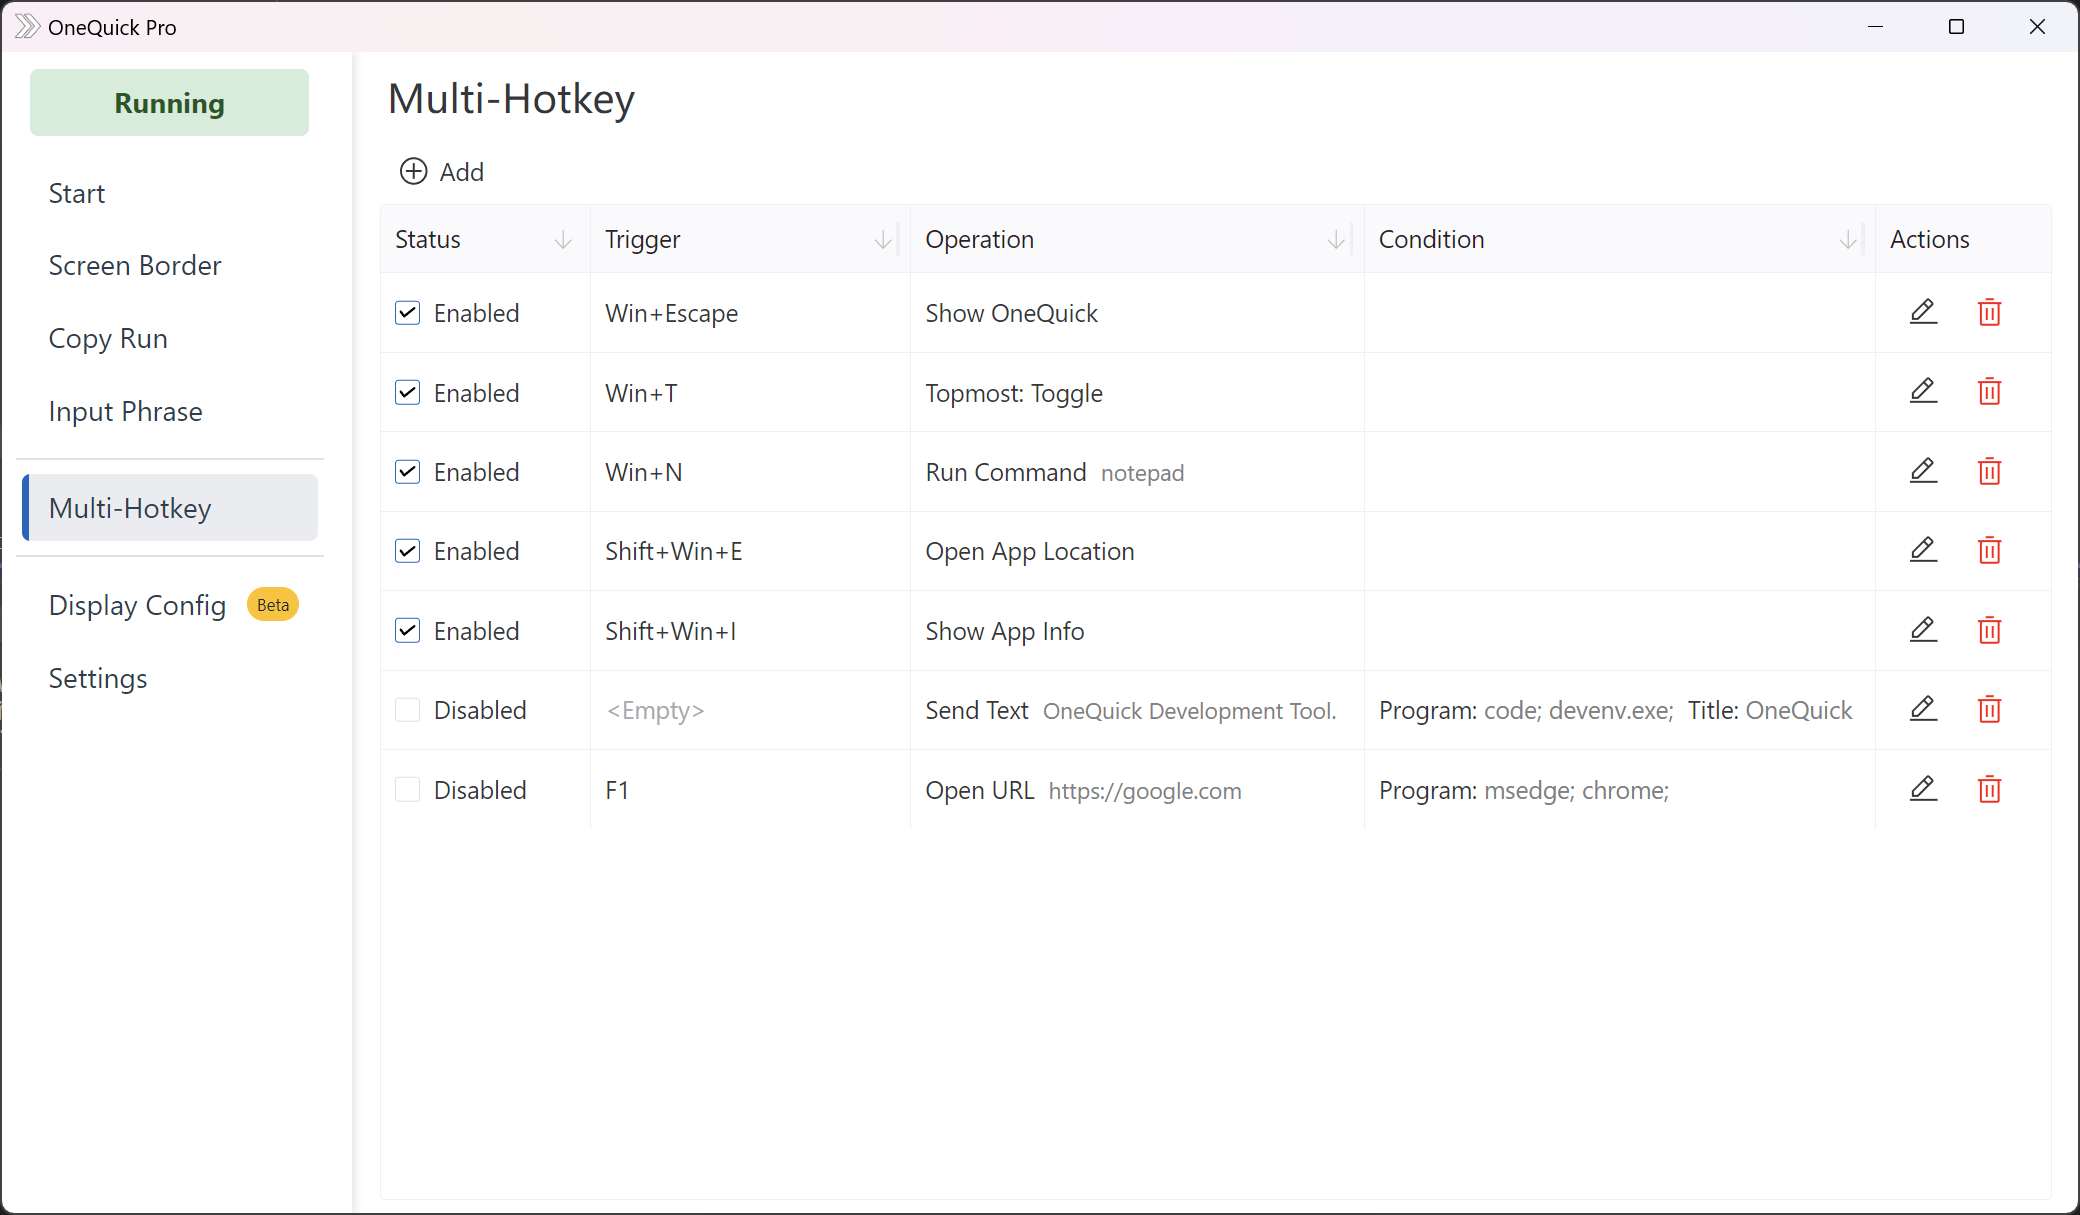 OneQuick Pro
Running
Start
Screen Border
Copy Run
Input Phrase
Multi-Hotkey
Display Config Beta
Settings
Multi-Hotkey
Add
Status Trigger Operation Condition Actions
Enabled Win+Escape Show OneQuick
Enabled Win+T Topmost: Toggle
Enabled Win+N Run Command notepad
Enabled Shift+Win+E Open App Location
Enabled Shift+Win+I Show App Info
Disabled <Empty> Send Text OneQuick Development Tool. Program: code; devenv.exe; Title: OneQuick
Disabled F1 Open URL https://google.com Program: msedge; chrome;